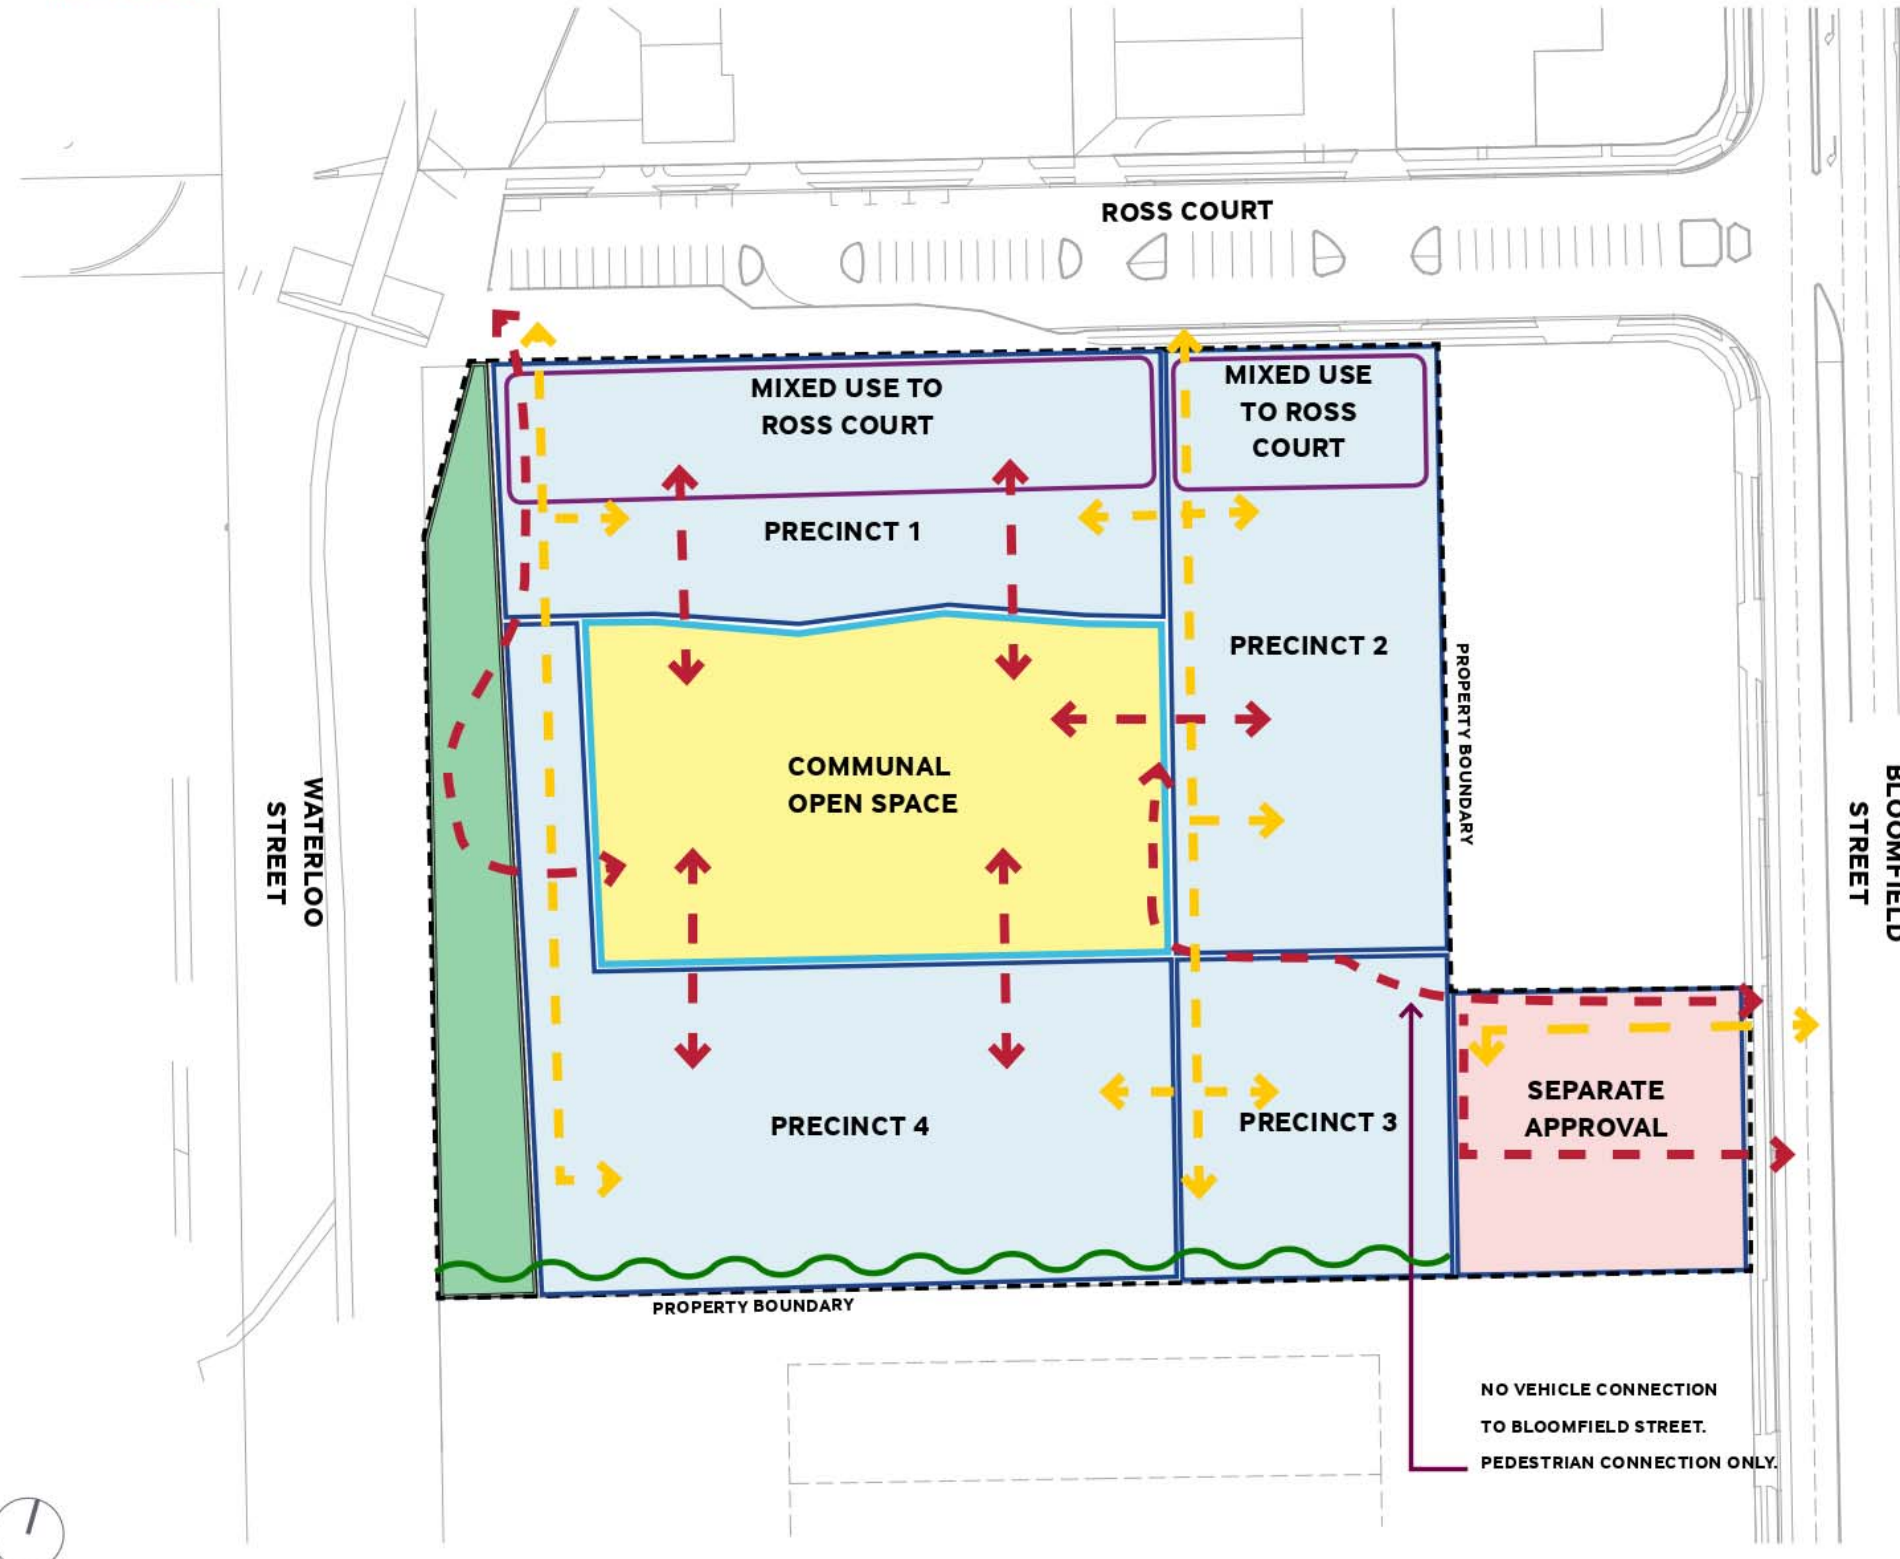 ROSS COURT
MIXED USE TO
ROSS COURT
MIXED USE
TO ROSS
COURT
PRECINCT 1
PRECINCT 2
PROPERTY BOUNDARY
COMMUNAL
OPEN SPACE
WATERLOO
STREET
BLOOMFIELD
STREET
SEPARATE
APPROVAL
PRECINCT 4
PRECINCT 3
PROPERTY BOUNDARY
NO VEHICLE CONNECTION
TO BLOOMFIELD STREET.
PEDESTRIAN CONNECTION ONLY.